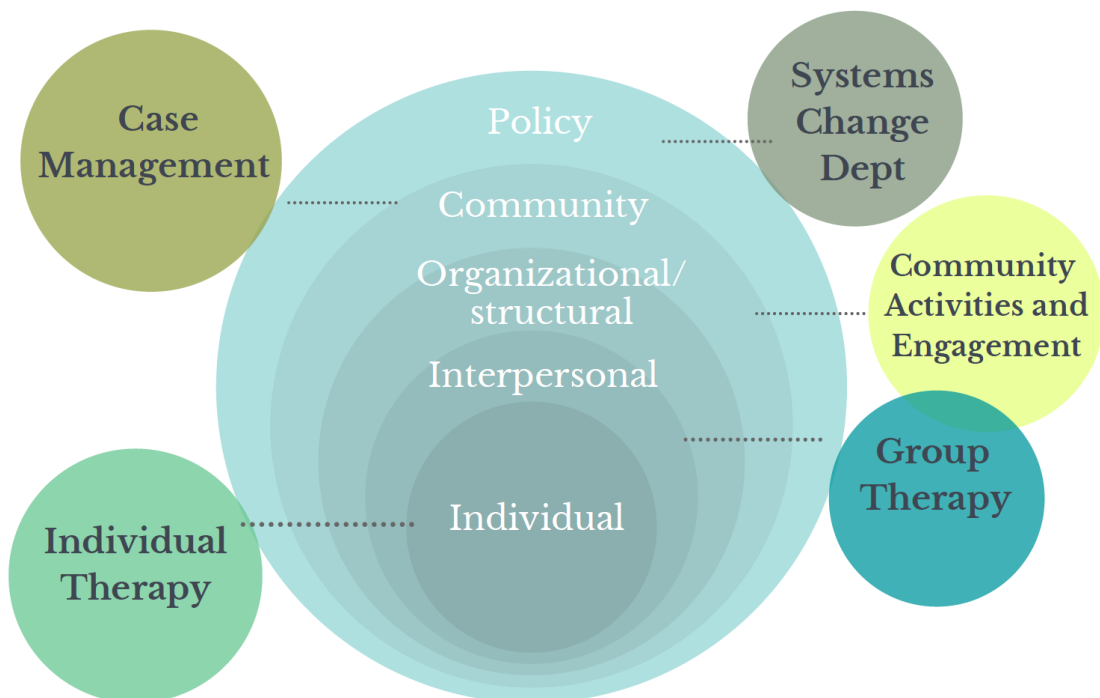 Case
Management
Policy
Systems
Change
Dept
Community
Organizational/
structural
Community
Activities and
Engagement
Interpersonal
Group
Therapy
Individual
Individual
Therapy